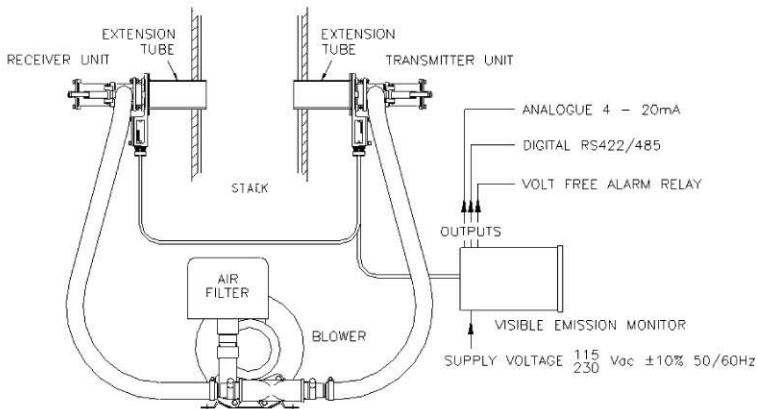 EXTENSION
TUBE
RECEIVER UNIT
EXTENSION
TUBE
TRANSMITTER UNIT
ANALOGUE 4 – 20mA
DIGITAL RS422/485
VOLT FREE ALARM RELAY
STACK
OUTPUTS
AIR
FILTER
BLOWER
VISIBLE EMISSION MONITOR
SUPPLY VOLTAGE 115/230 Vac ±10% 50/60Hz